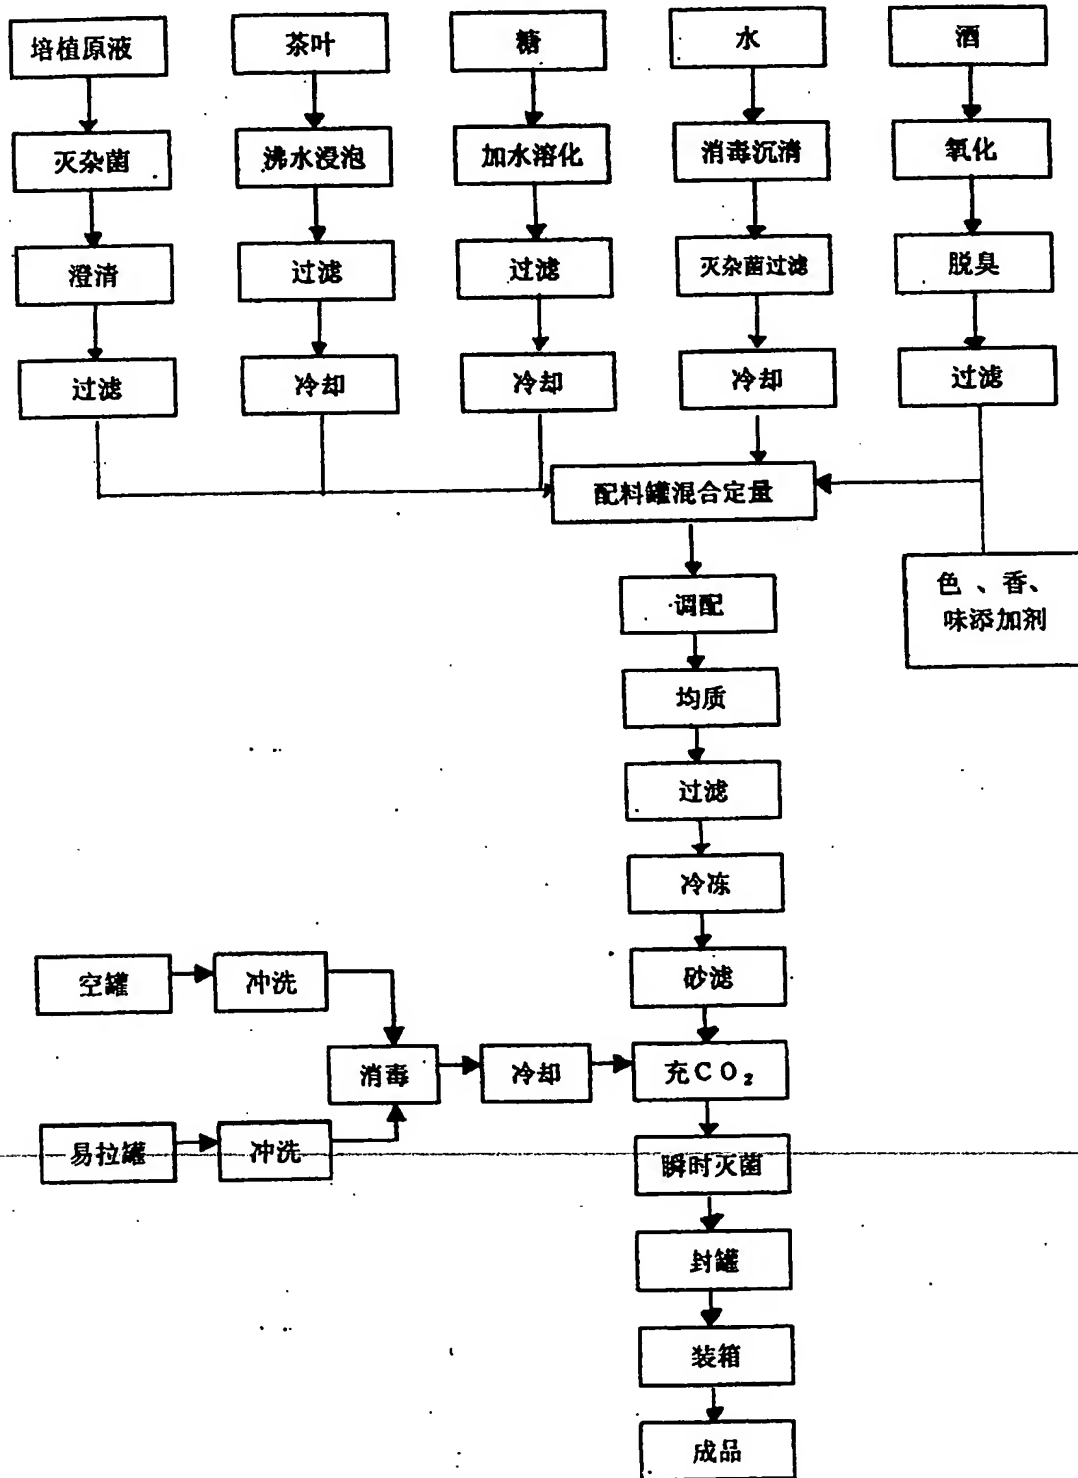 培植原液
茶叶
糖
水
酒
灭杂菌
沸水浸泡
加水溶化
消毒沉清
氧化
澄清
过滤
过滤
灭杂菌过滤
脱臭
过滤
冷却
冷却
冷却
过滤
配料罐混合定量
色、香、
味添加剂
调配
均质
过滤
冷冻
空罐
冲洗
砂滤
消毒
冷却
充CO₂
易拉罐
冲洗
瞬时灭菌
封罐
装箱
成品